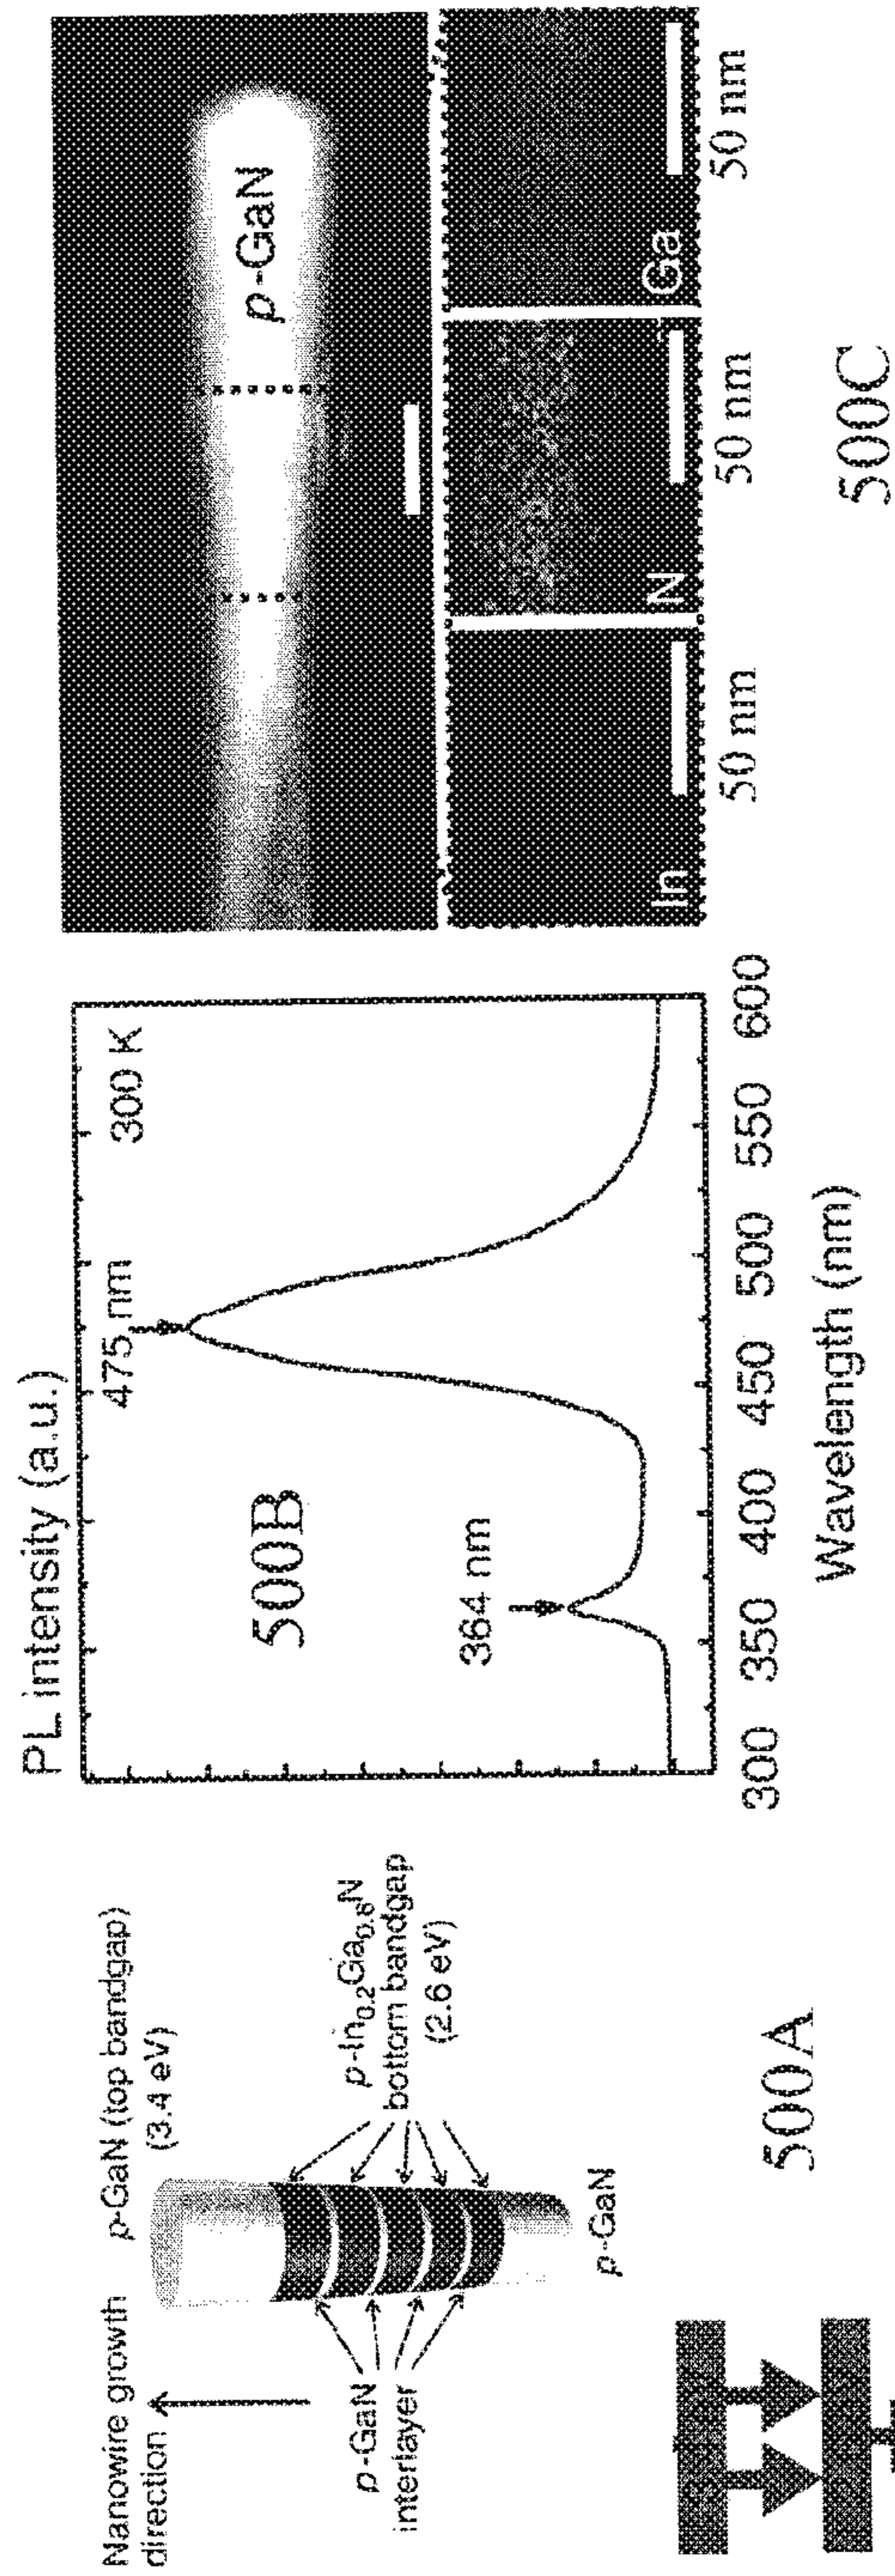 Nanowire growth
direction
p-GaN (top bandgap)
(3.4 eV)
p-GaN
interlayer
p-In0.2Ga0.8N
bottom bandgap
(2.6 eV)
p-GaN
500A
PL intensity (a.u.)
475 nm
300 K
500B
364 nm
300 350 400 450 500 550 600
Wavelength (nm)
p-GaN
In
N
Ga
50 nm
50 nm
50 nm
500C